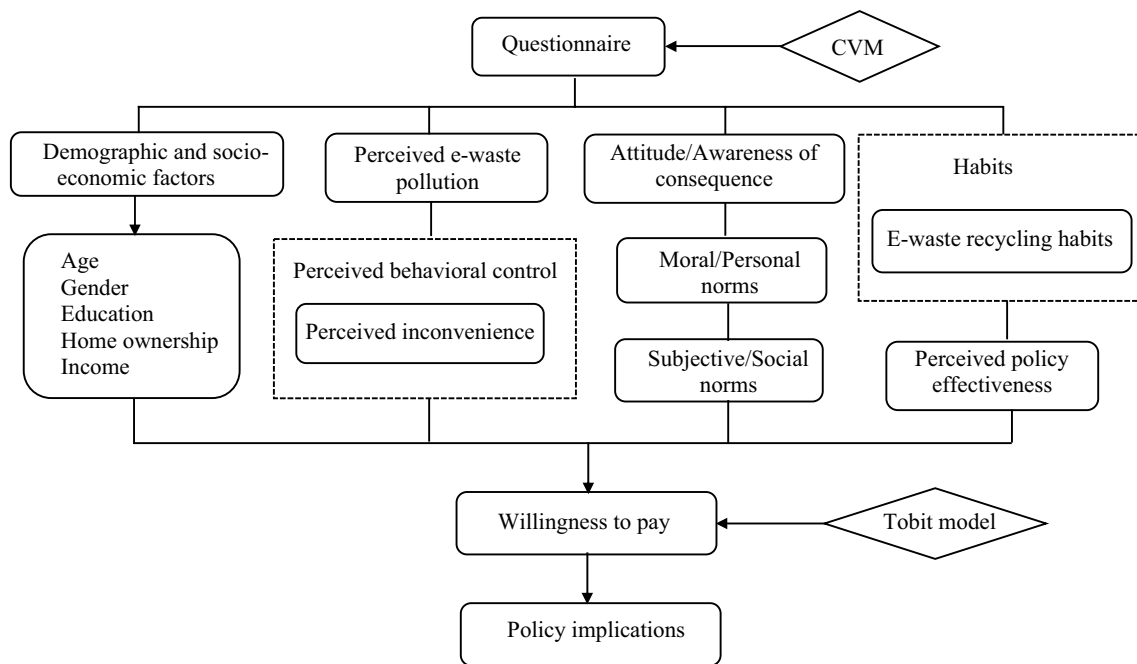 Questionnaire
CVM
Demographic and socio-
economic factors
Perceived e-waste
pollution
Attitude/Awareness of
consequence
Habits
E-waste recycling habits
Age
Gender
Education
Home ownership
Income
Perceived behavioral control
Perceived inconvenience
Moral/Personal
norms
Subjective/Social
norms
Perceived policy
effectiveness
Willingness to pay
Tobit model
Policy implications